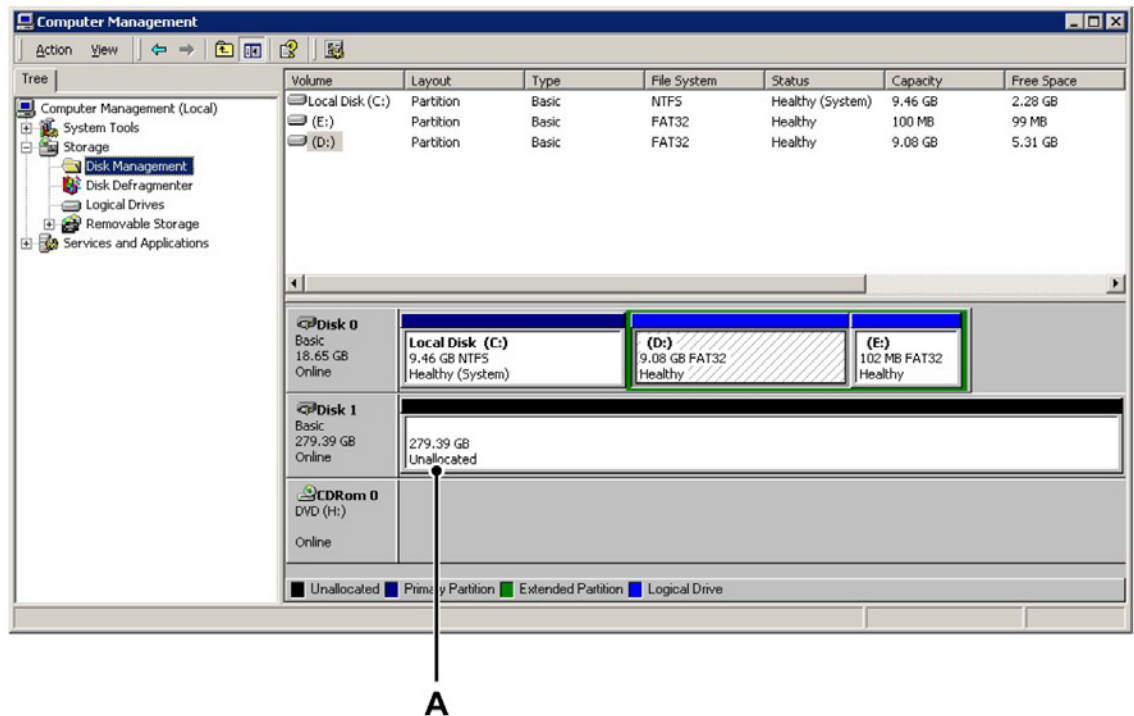 Computer Management
Action View
Tree
Computer Management (Local)
System Tools
Storage
Disk Management
Disk Defragmenter
Logical Drives
Removable Storage
Services and Applications
Volume Layout Type File System Status Capacity Free Space
Local Disk (C:) Partition Basic NTFS Healthy (System) 9.46 GB 2.28 GB
(E:) Partition Basic FAT32 Healthy 100 MB 99 MB
(D:) Partition Basic FAT32 Healthy 9.08 GB 5.31 GB
Disk 0
Basic
18.65 GB
Online
Local Disk (C:)
9.46 GB NTFS
Healthy (System)
(D:)
9.08 GB FAT32
Healthy
(E:)
102 MB FAT32
Healthy
Disk 1
Basic
279.39 GB
Online
279.39 GB
Unallocated
CDRom 0
DVD (H:)
Online
Unallocated Primary Partition Extended Partition Logical Drive
A